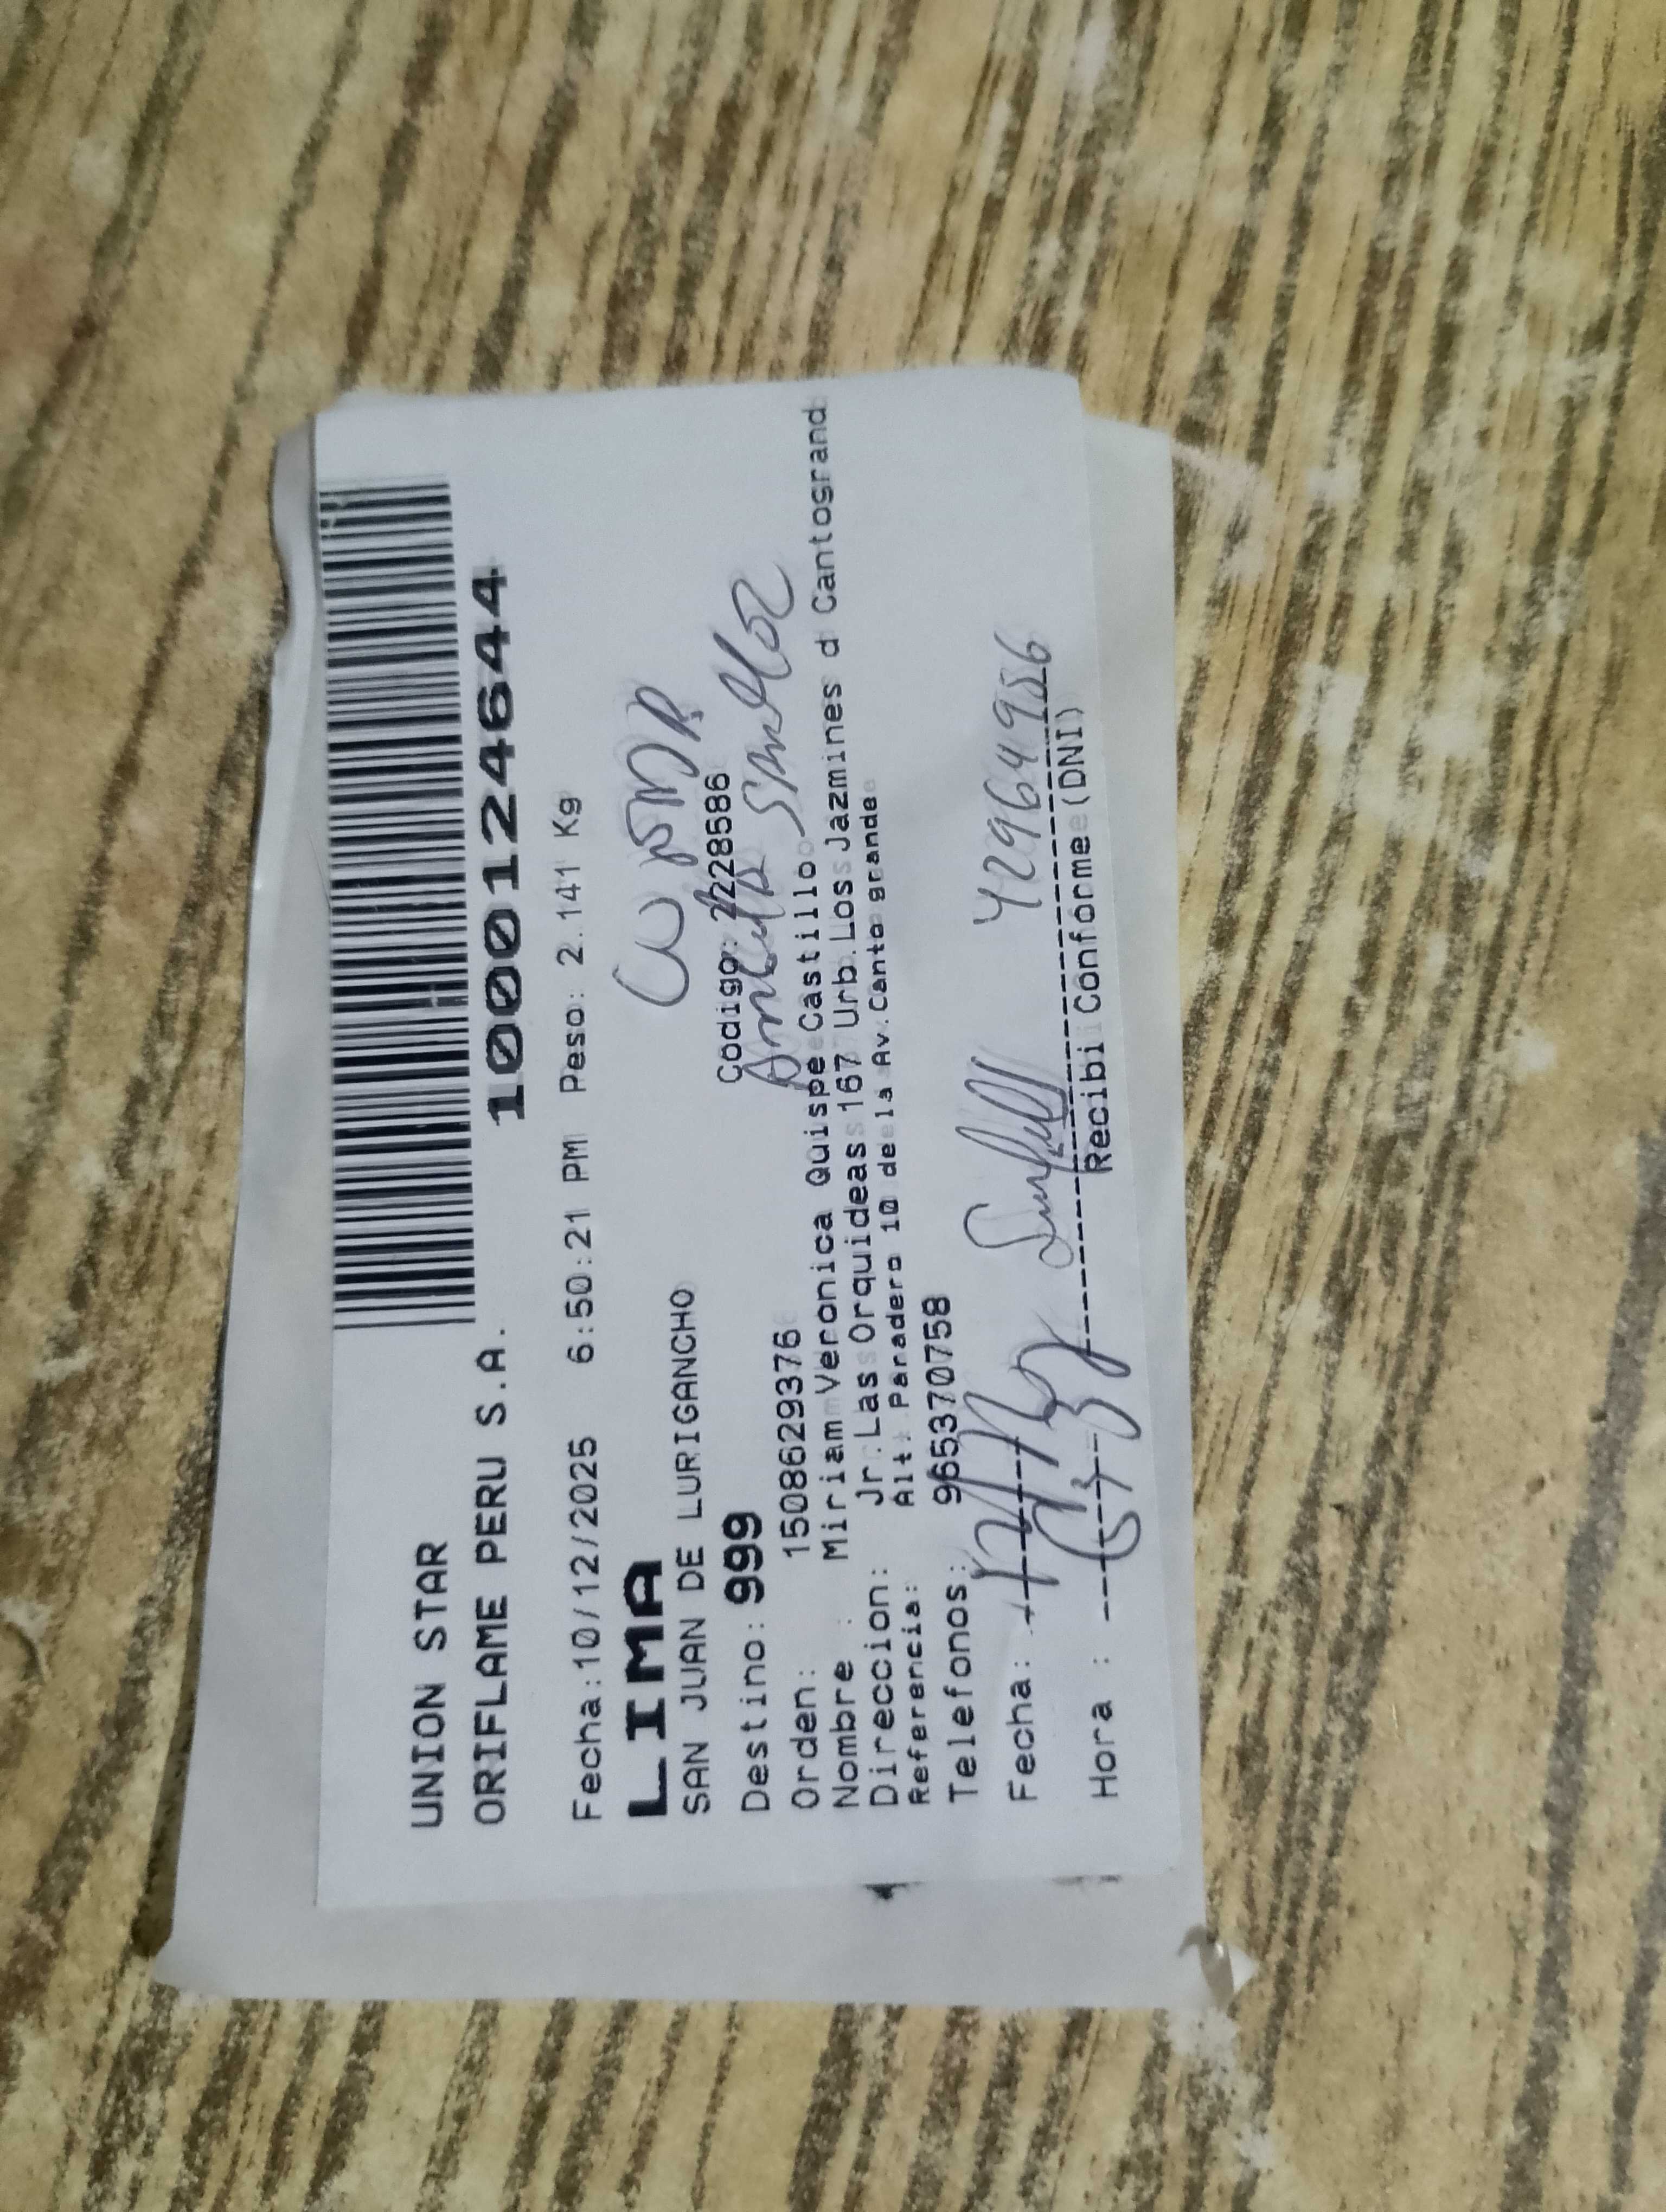 UNION STAR
ORIFLAME PERU S.A.
1000124644
Fecha:10/12/2025 6:50:21 PM Peso: 2.141 Kg
LIMA
SAN JUAN DE LURIGANCHO
Destino: 999 Codigo: 2228586
Orden: 1508629376
Nombre : Miriam Veronica Quispe Castillo
Direccion: Jr Las Orquideas 167 Urb.Los Jazmines d Cantogrand
Referencia: Alt. Paradero 10 de la Av.Canto grande
Telefonos: 965370758
Fecha:
42964956
Hora :
Recibi Conforme (DNI)